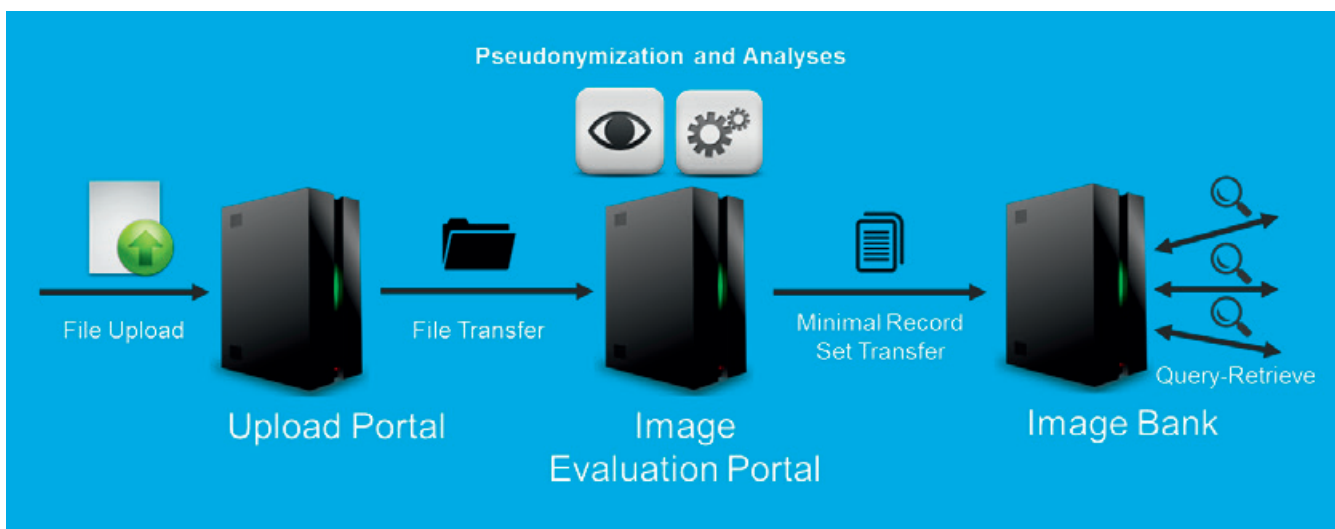 Pseudonymization and Analyses
File Upload
File Transfer
Minimal Record
Set Transfer
Query-Retrieve
Upload Portal
Image
Evaluation Portal
Image Bank